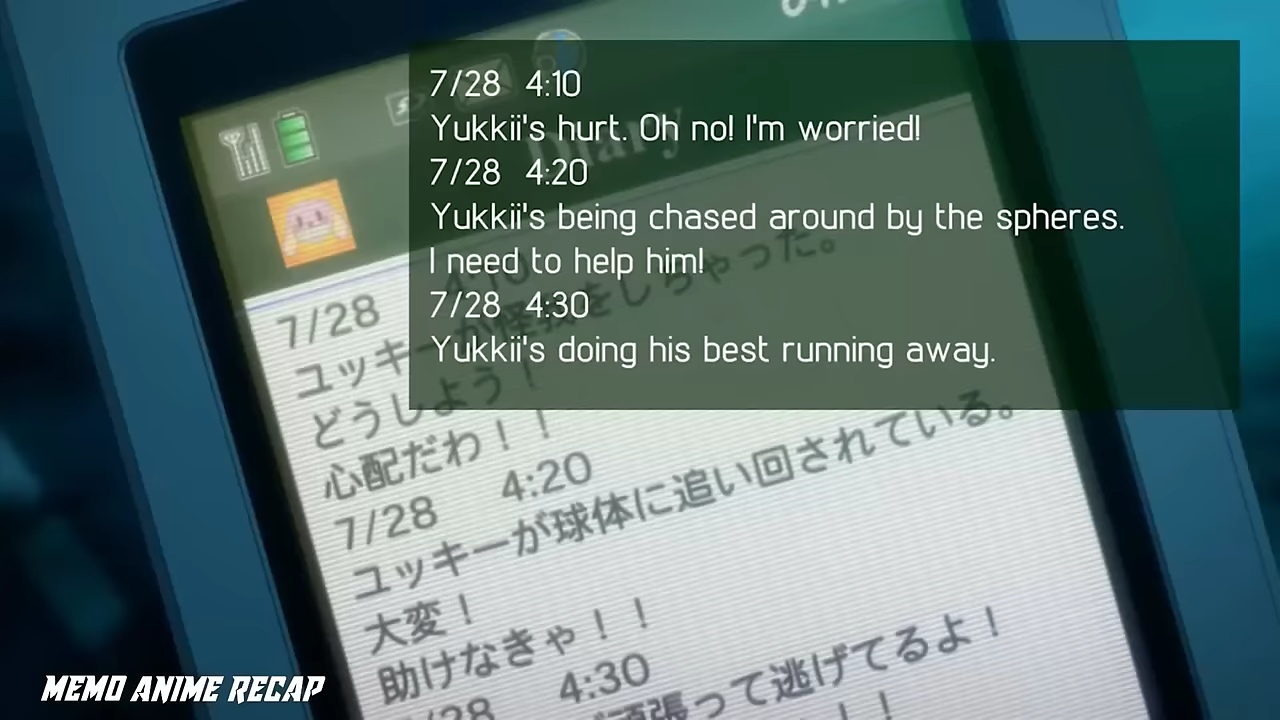 7/28 4:10
Yukkii's hurt. Oh no! I'm worried!
7/28 4:20
Yukkii's being chased around by the spheres.
I need to help him!
7/28 4:30
Yukkii's doing his best running away.
Diary
7/28 4:10
ユッキーが怪我をしちゃった。
どうしよう！
心配だわ！！
7/28 4:20
ユッキーが球体に追い回されている。
大変！
助けなきゃ！！
7/28 4:30
頑張って逃げてるよ！
MEMO ANIME RECAP